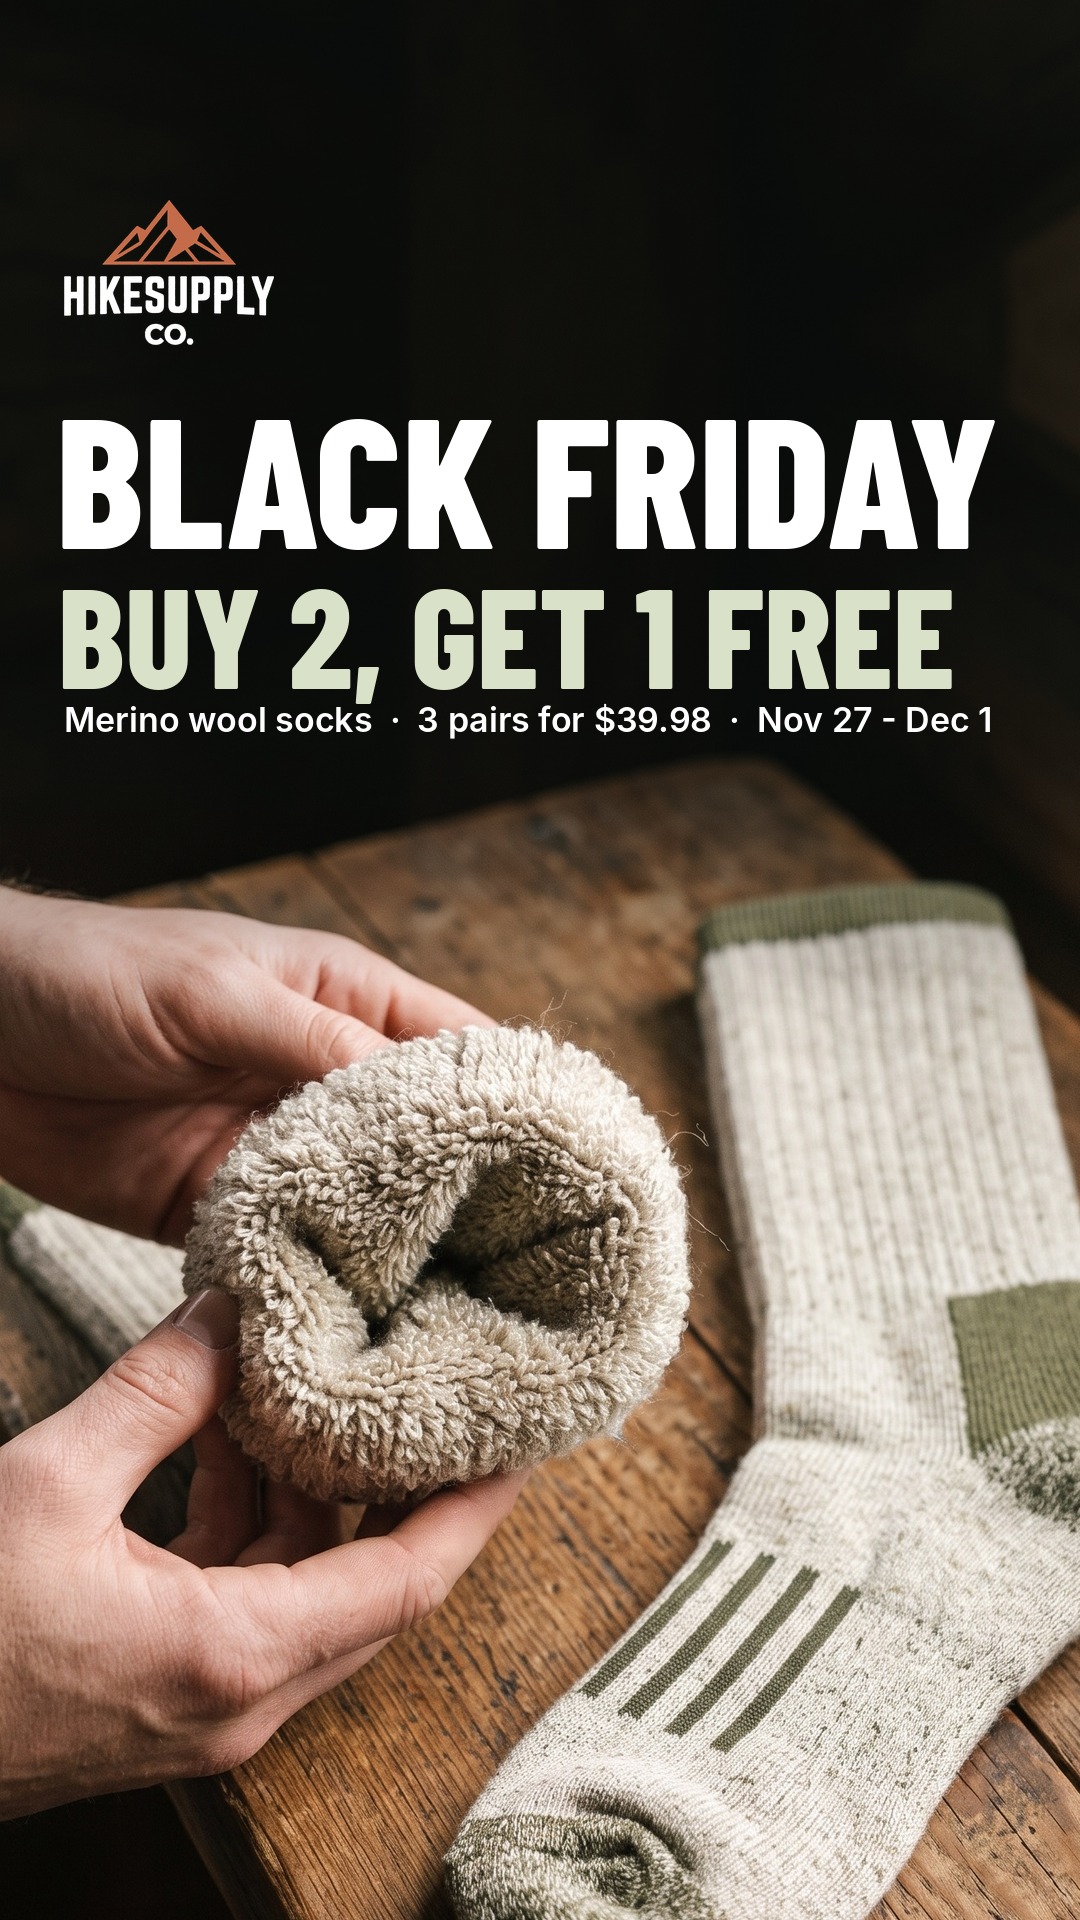 HIKESUPPLY
CO.
BLACK FRIDAY
BUY 2, GET 1 FREE
Merino wool socks · 3 pairs for $39.98 · Nov 27 - Dec 1